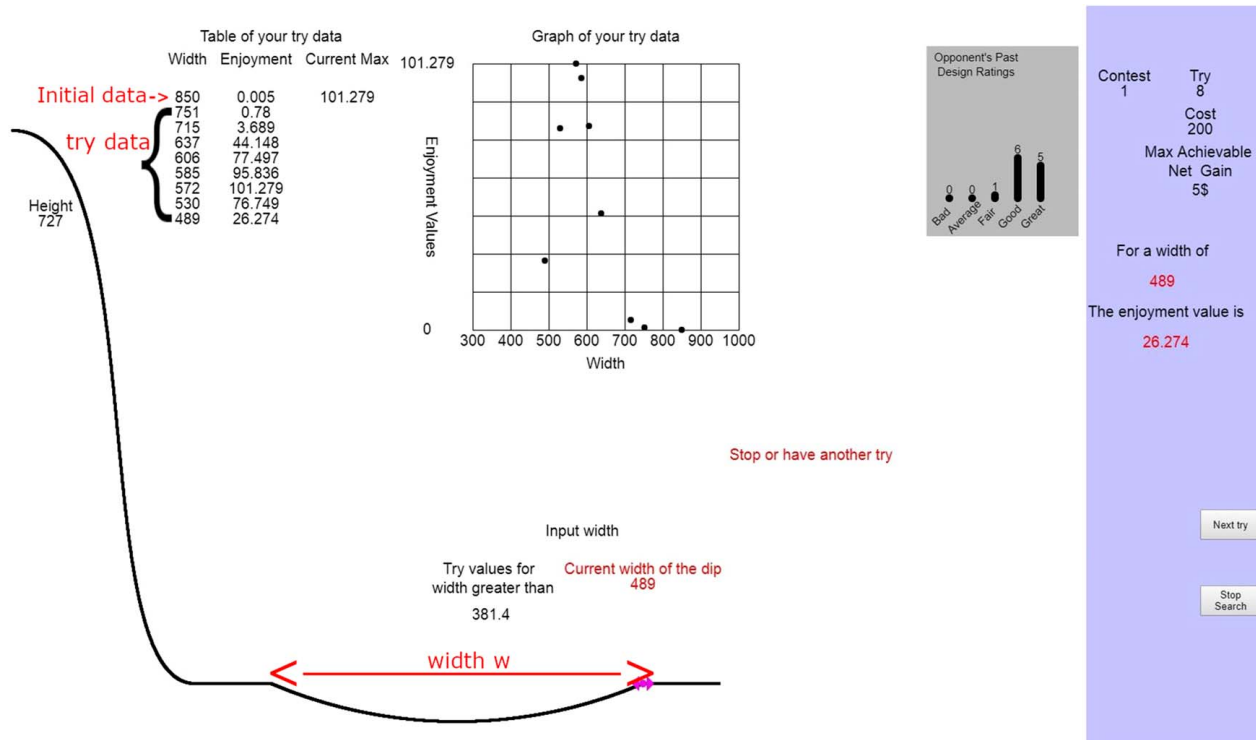 Table of your try data
Width Enjoyment Current Max
Initial data-> 850 0.005 101.279
751 0.78
715 3.689
try data
637 44.148
606 77.497
585 95.836
572 101.279
530 76.749
489 26.274
Height
727
Graph of your try data
101.279
Enjoyment Values
0
300 400 500 600 700 800 900 1000
Width
Opponent's Past
Design Ratings
0 0 1 6 5
Bad Average Fair Good Great
Contest Try
1 8
Cost
200
Max Achievable
Net Gain
5$
For a width of
489
The enjoyment value is
26.274
Stop or have another try
Input width
Try values for
width greater than
381.4
Current width of the dip
489
Next try
Stop
Search
width w